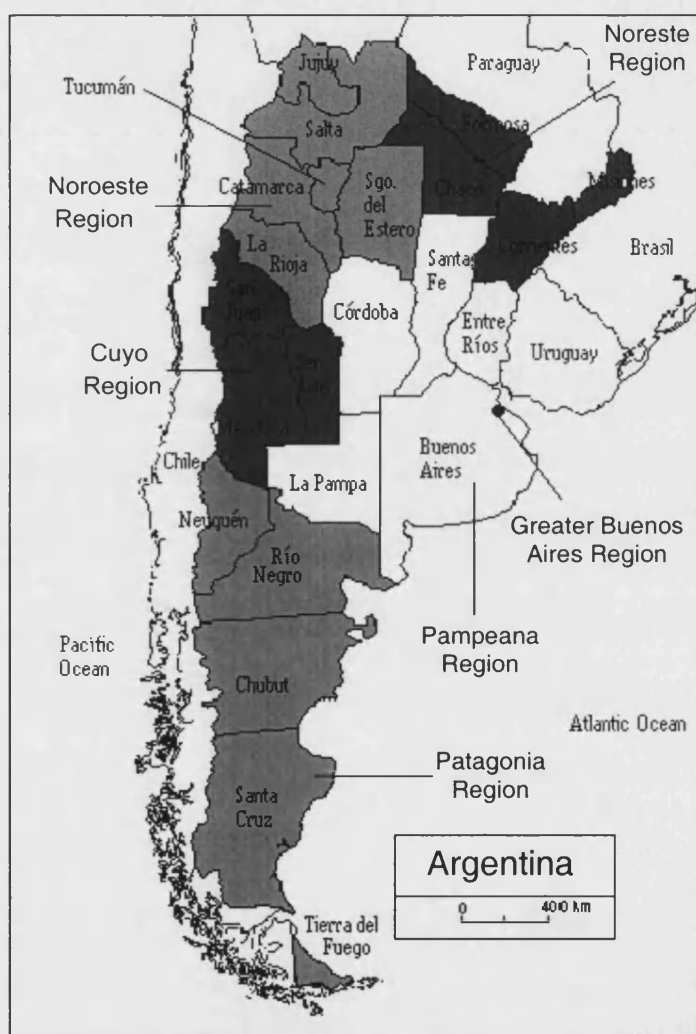 Noreste
Region
Jujuy
Paraguay
Tucumán
Formosa
Salta
Noroeste
Region
Catamarca
Sgo.
del
Estero
Chaco
Misiones
La
Rioja
Santa
Fe
Corrientes
Brasil
San
Juan
Córdoba
Entre
Ríos
Uruguay
Cuyo
Region
Mendoza
Chile
La Pampa
Buenos
Aires
Neuquén
Greater Buenos
Aires Region
Río
Negro
Pampeana
Region
Pacific
Ocean
Chubut
Atlantic Ocean
Patagonia
Region
Santa
Cruz
Argentina
0 400 km
Tierra del
Fuego